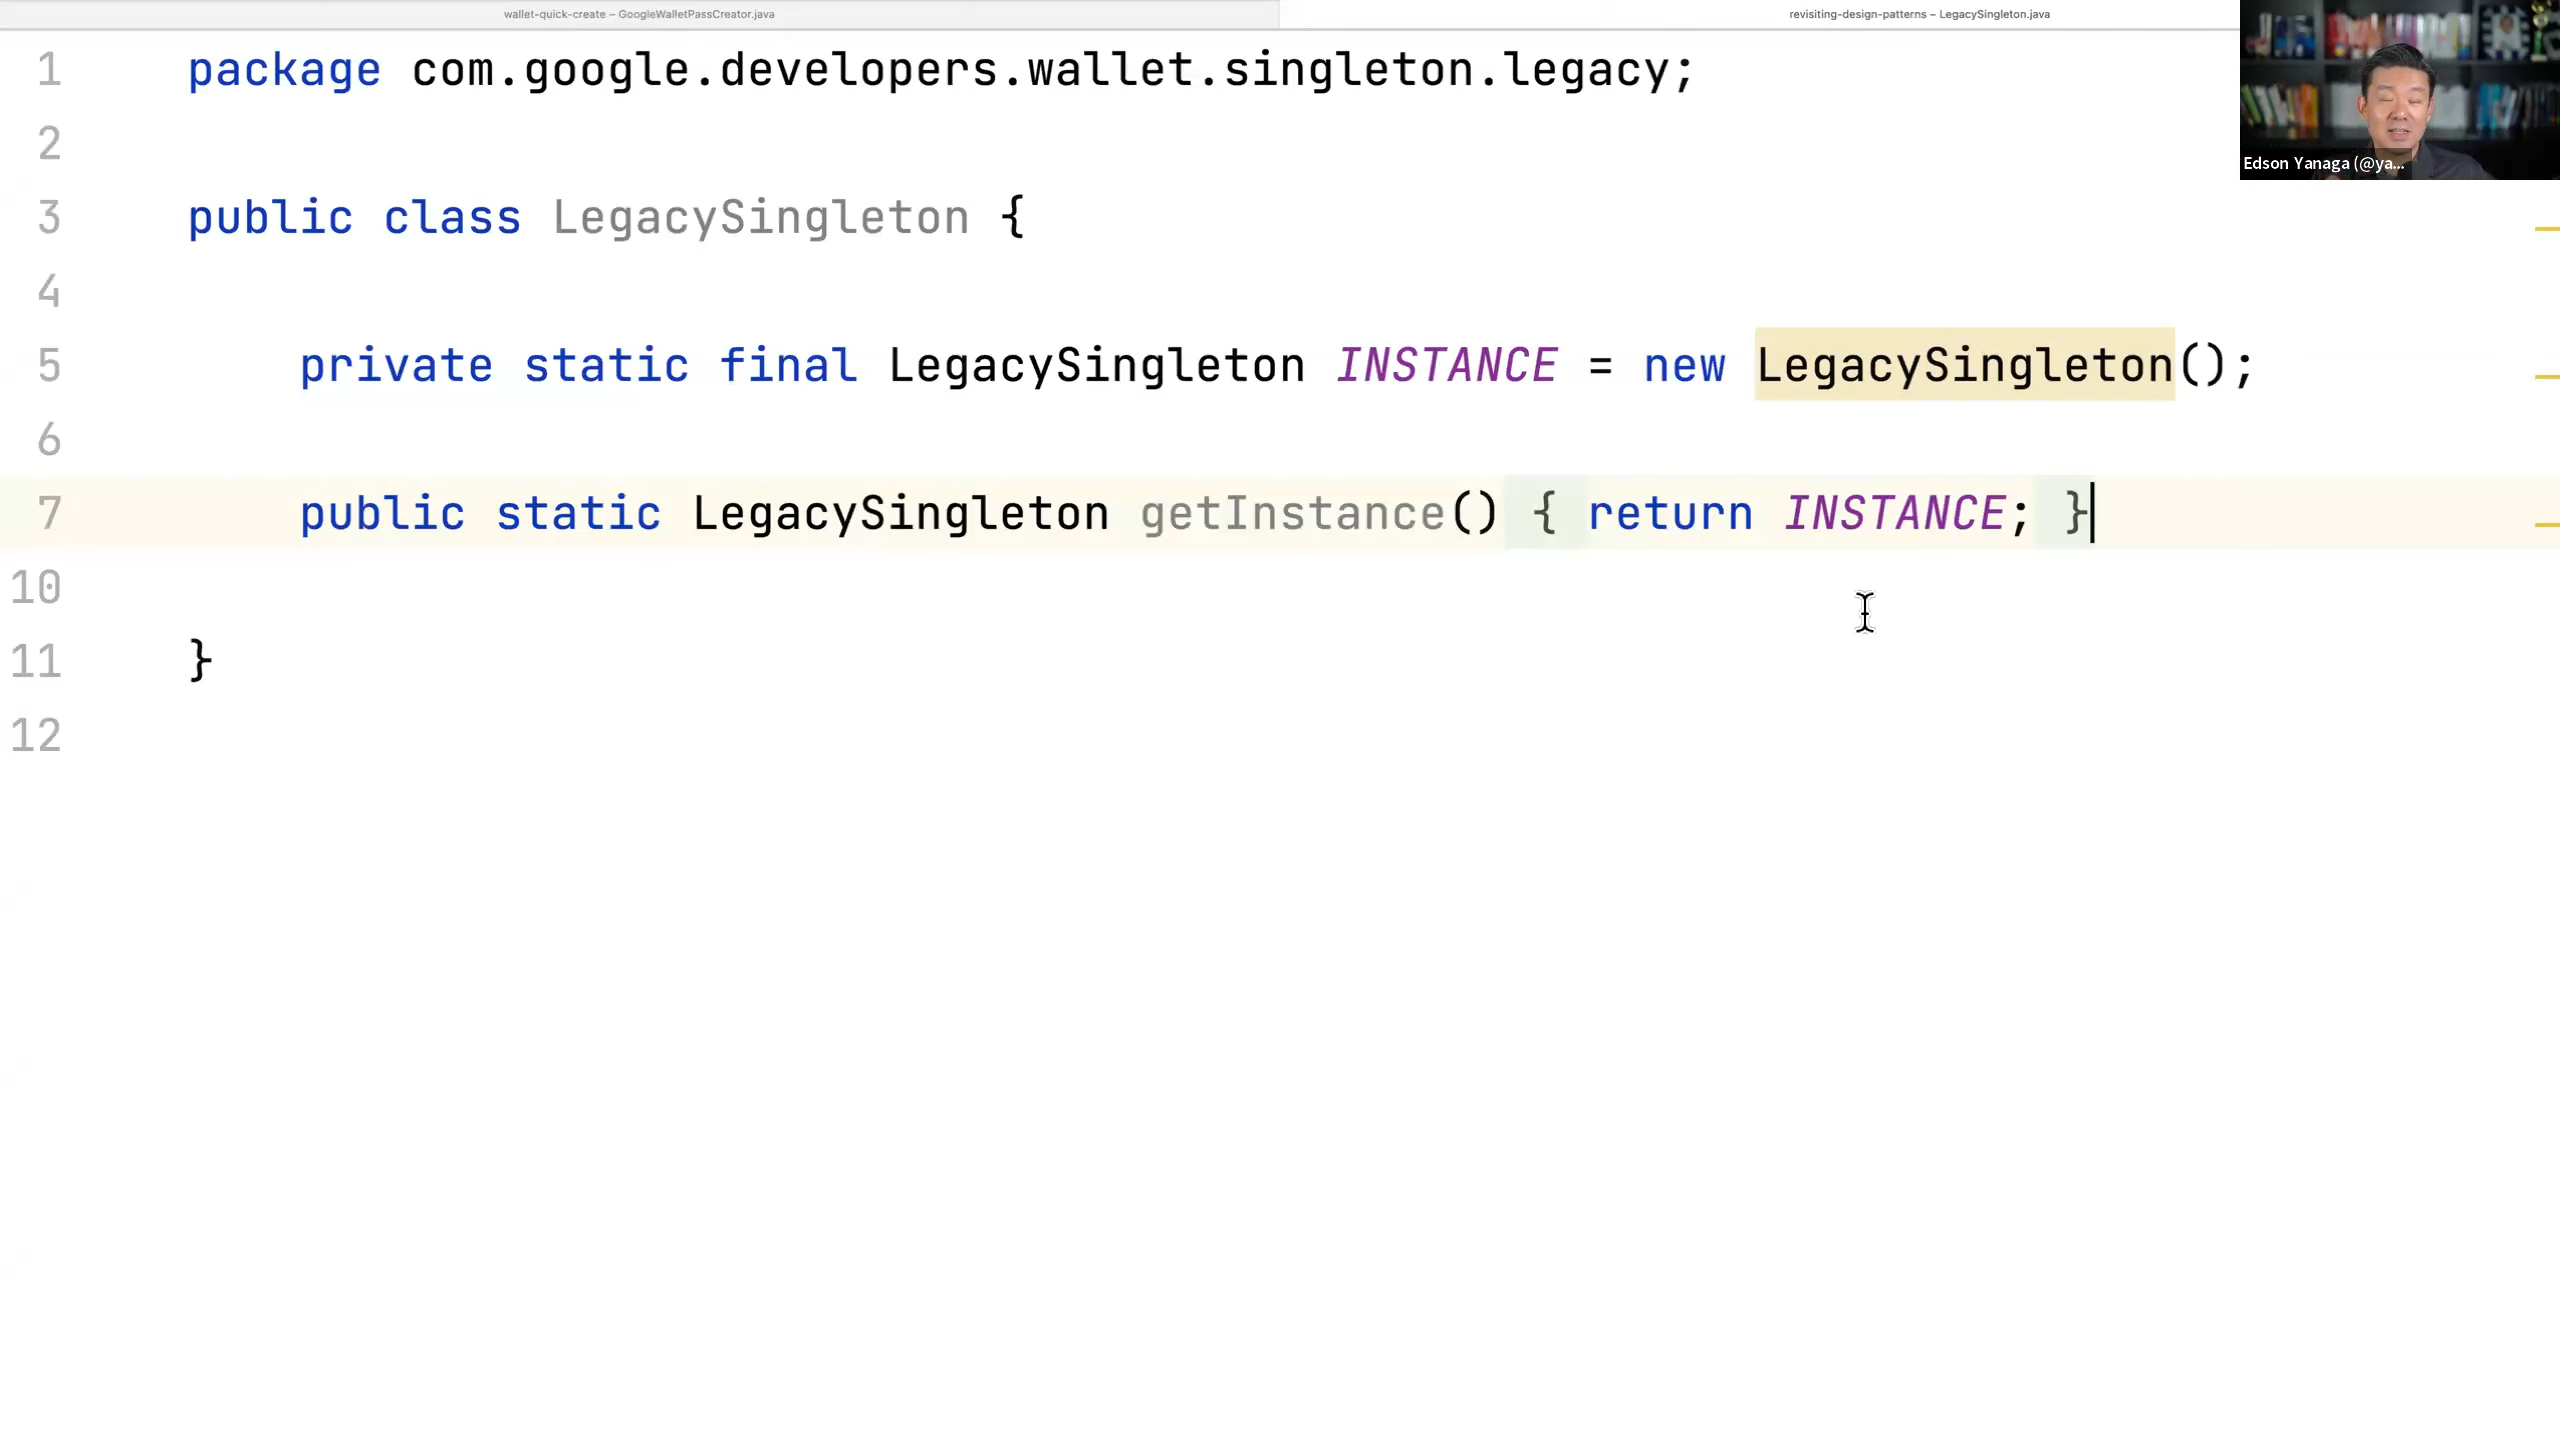 wallet-quick-create – GoogleWalletPassCreator.java
revisiting-design-patterns – LegacySingleton.java
1 package com.google.developers.wallet.singleton.legacy;
2
3 public class LegacySingleton {
4
5 private static final LegacySingleton INSTANCE = new LegacySingleton();
6
7 public static LegacySingleton getInstance() { return INSTANCE; }
10
11 }
12
Edson Yanaga (@ya...